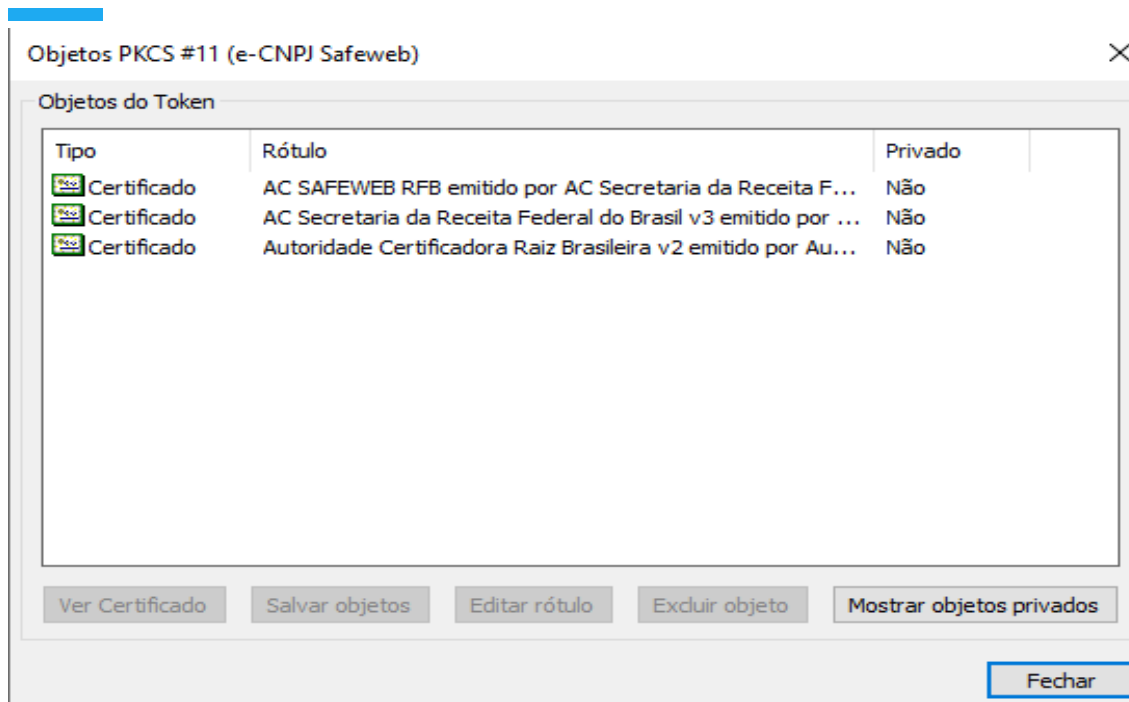 Objetos PKCS #11 (e-CNPJ Safeweb)
Objetos do Token
Tipo Rótulo Privado
Certificado AC SAFEWEB RFB emitido por AC Secretaria da Receita F... Não
Certificado AC Secretaria da Receita Federal do Brasil v3 emitido por ... Não
Certificado Autoridade Certificadora Raiz Brasileira v2 emitido por Au... Não
Ver Certificado Salvar objetos Editar rótulo Excluir objeto Mostrar objetos privados
Fechar